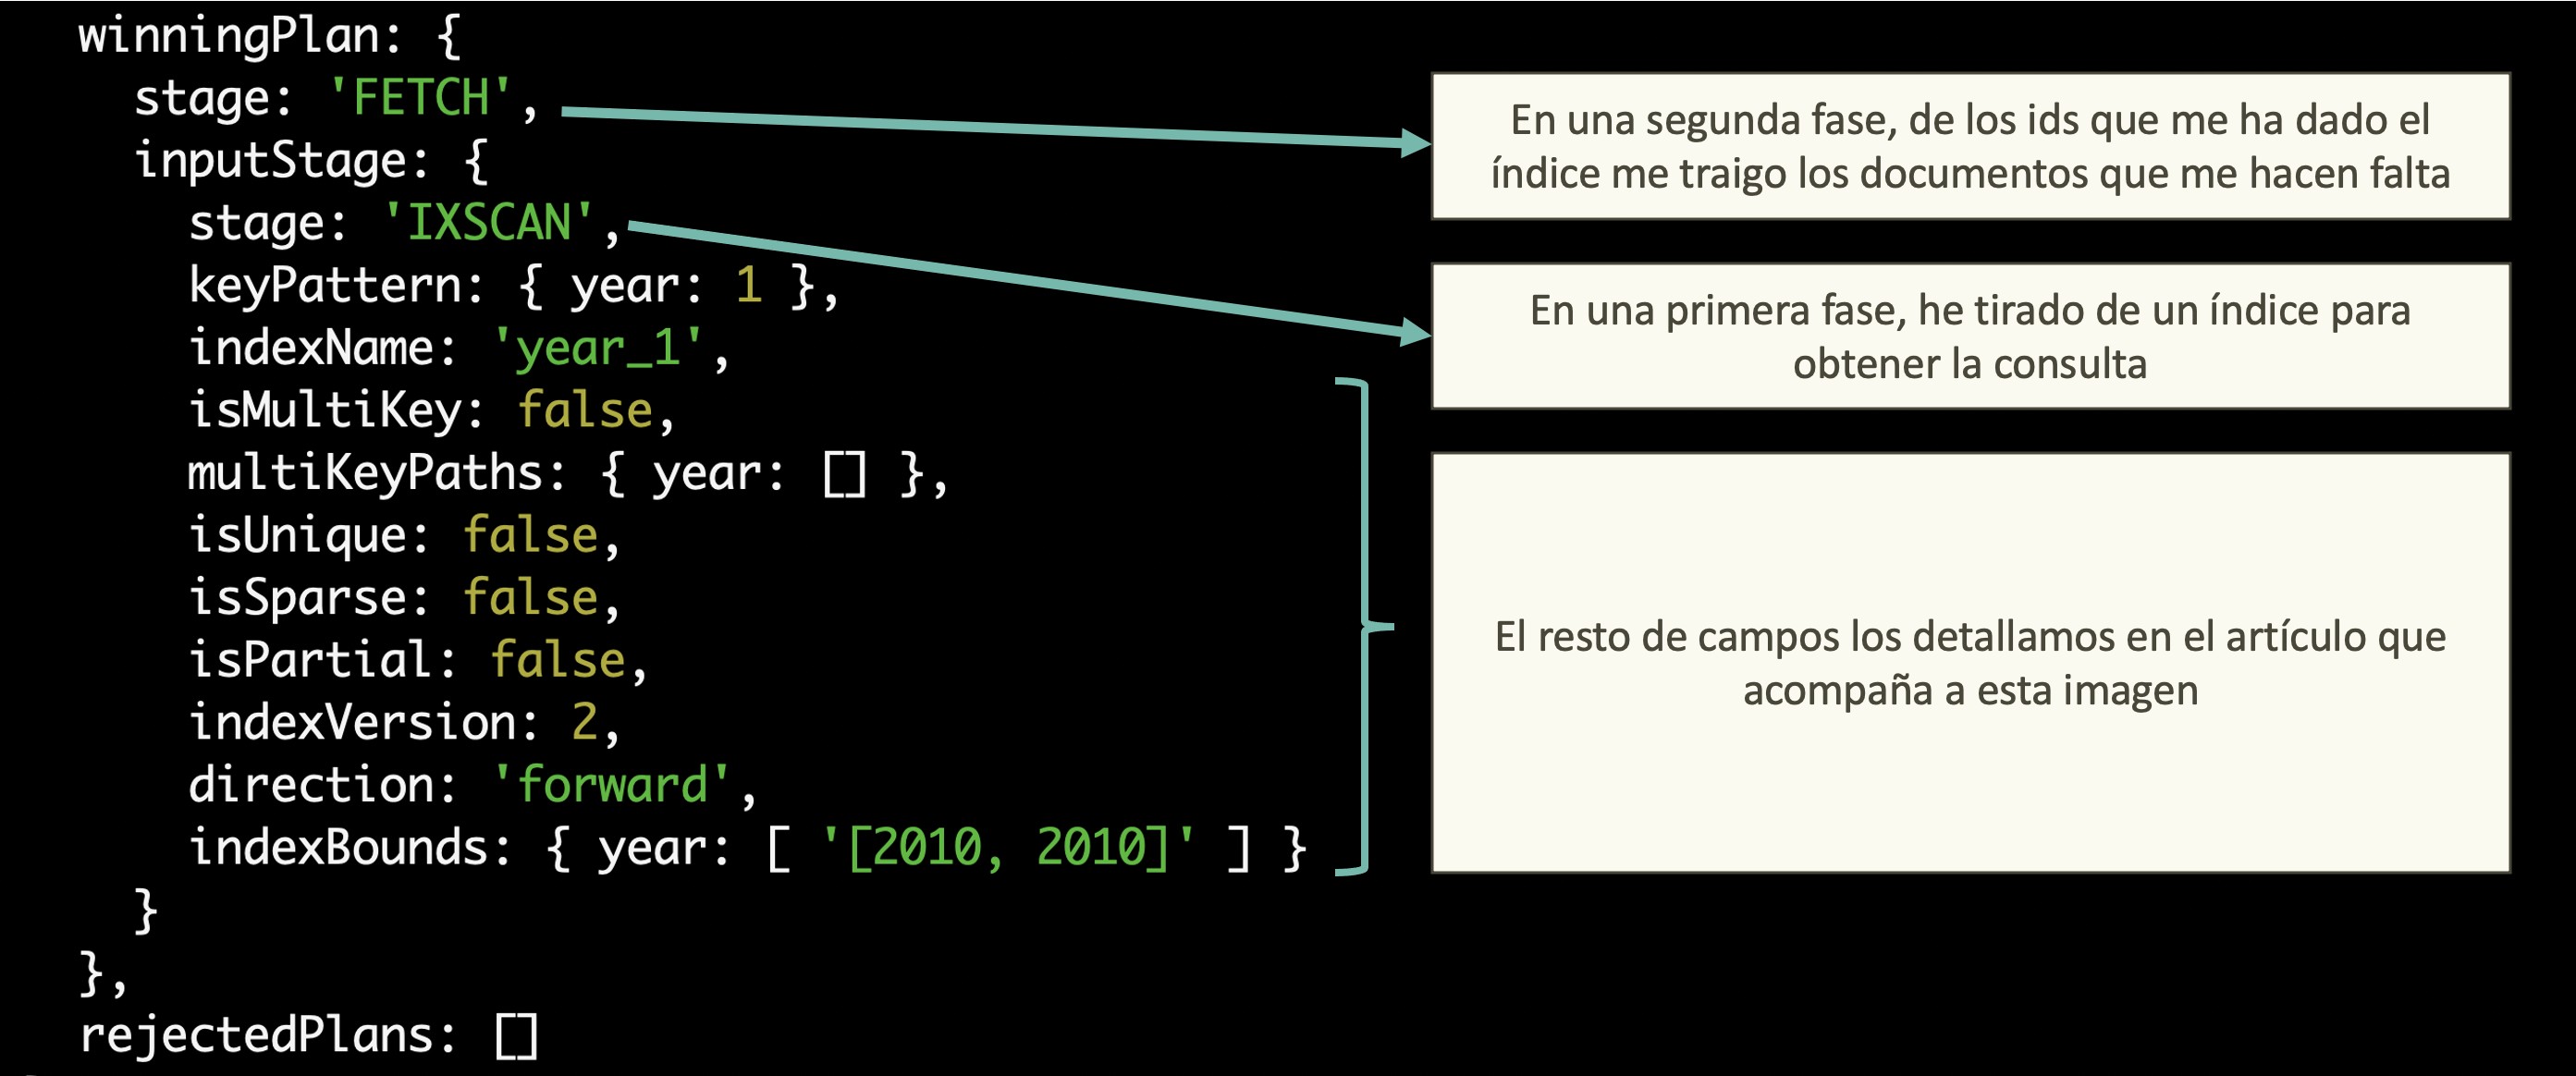 winningPlan: {
stage: 'FETCH',
inputStage: {
stage: 'IXSCAN',
keyPattern: { year: 1 },
indexName: 'year_1',
isMultiKey: false,
multiKeyPaths: { year: [] },
isUnique: false,
isSparse: false,
isPartial: false,
indexVersion: 2,
direction: 'forward',
indexBounds: { year: [ '[2010, 2010]' ] }
}
},
rejectedPlans: []
En una segunda fase, de los ids que me ha dado el
índice me traigo los documentos que me hacen falta
En una primera fase, he tirado de un índice para
obtener la consulta
El resto de campos los detallamos en el artículo que
acompaña a esta imagen